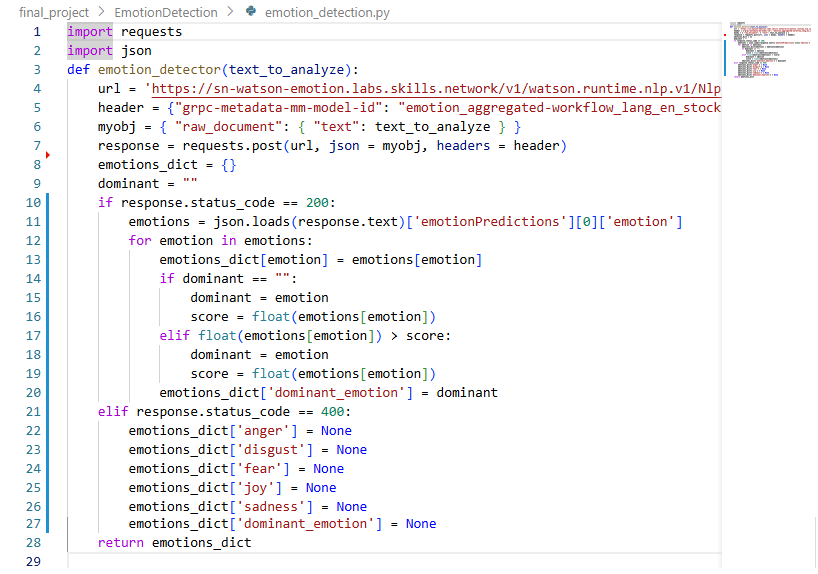 final_project > EmotionDetection > emotion_detection.py
1 import requests
2 import json
3 def emotion_detector(text_to_analyze):
4     url = 'https://sn-watson-emotion.labs.skills.network/v1/watson.runtime.nlp.v1/Nlp
5     header = {"grpc-metadata-mm-model-id": "emotion_aggregated-workflow_lang_en_stock
6     myobj = { "raw_document": { "text": text_to_analyze } }
7     response = requests.post(url, json = myobj, headers = header)
8     emotions_dict = {}
9     dominant = ""
10     if response.status_code == 200:
11         emotions = json.loads(response.text)['emotionPredictions'][0]['emotion']
12         for emotion in emotions:
13             emotions_dict[emotion] = emotions[emotion]
14             if dominant == "":
15                 dominant = emotion
16                 score = float(emotions[emotion])
17             elif float(emotions[emotion]) > score:
18                 dominant = emotion
19                 score = float(emotions[emotion])
20             emotions_dict['dominant_emotion'] = dominant
21     elif response.status_code == 400:
22         emotions_dict['anger'] = None
23         emotions_dict['disgust'] = None
24         emotions_dict['fear'] = None
25         emotions_dict['joy'] = None
26         emotions_dict['sadness'] = None
27         emotions_dict['dominant_emotion'] = None
28     return emotions_dict
29